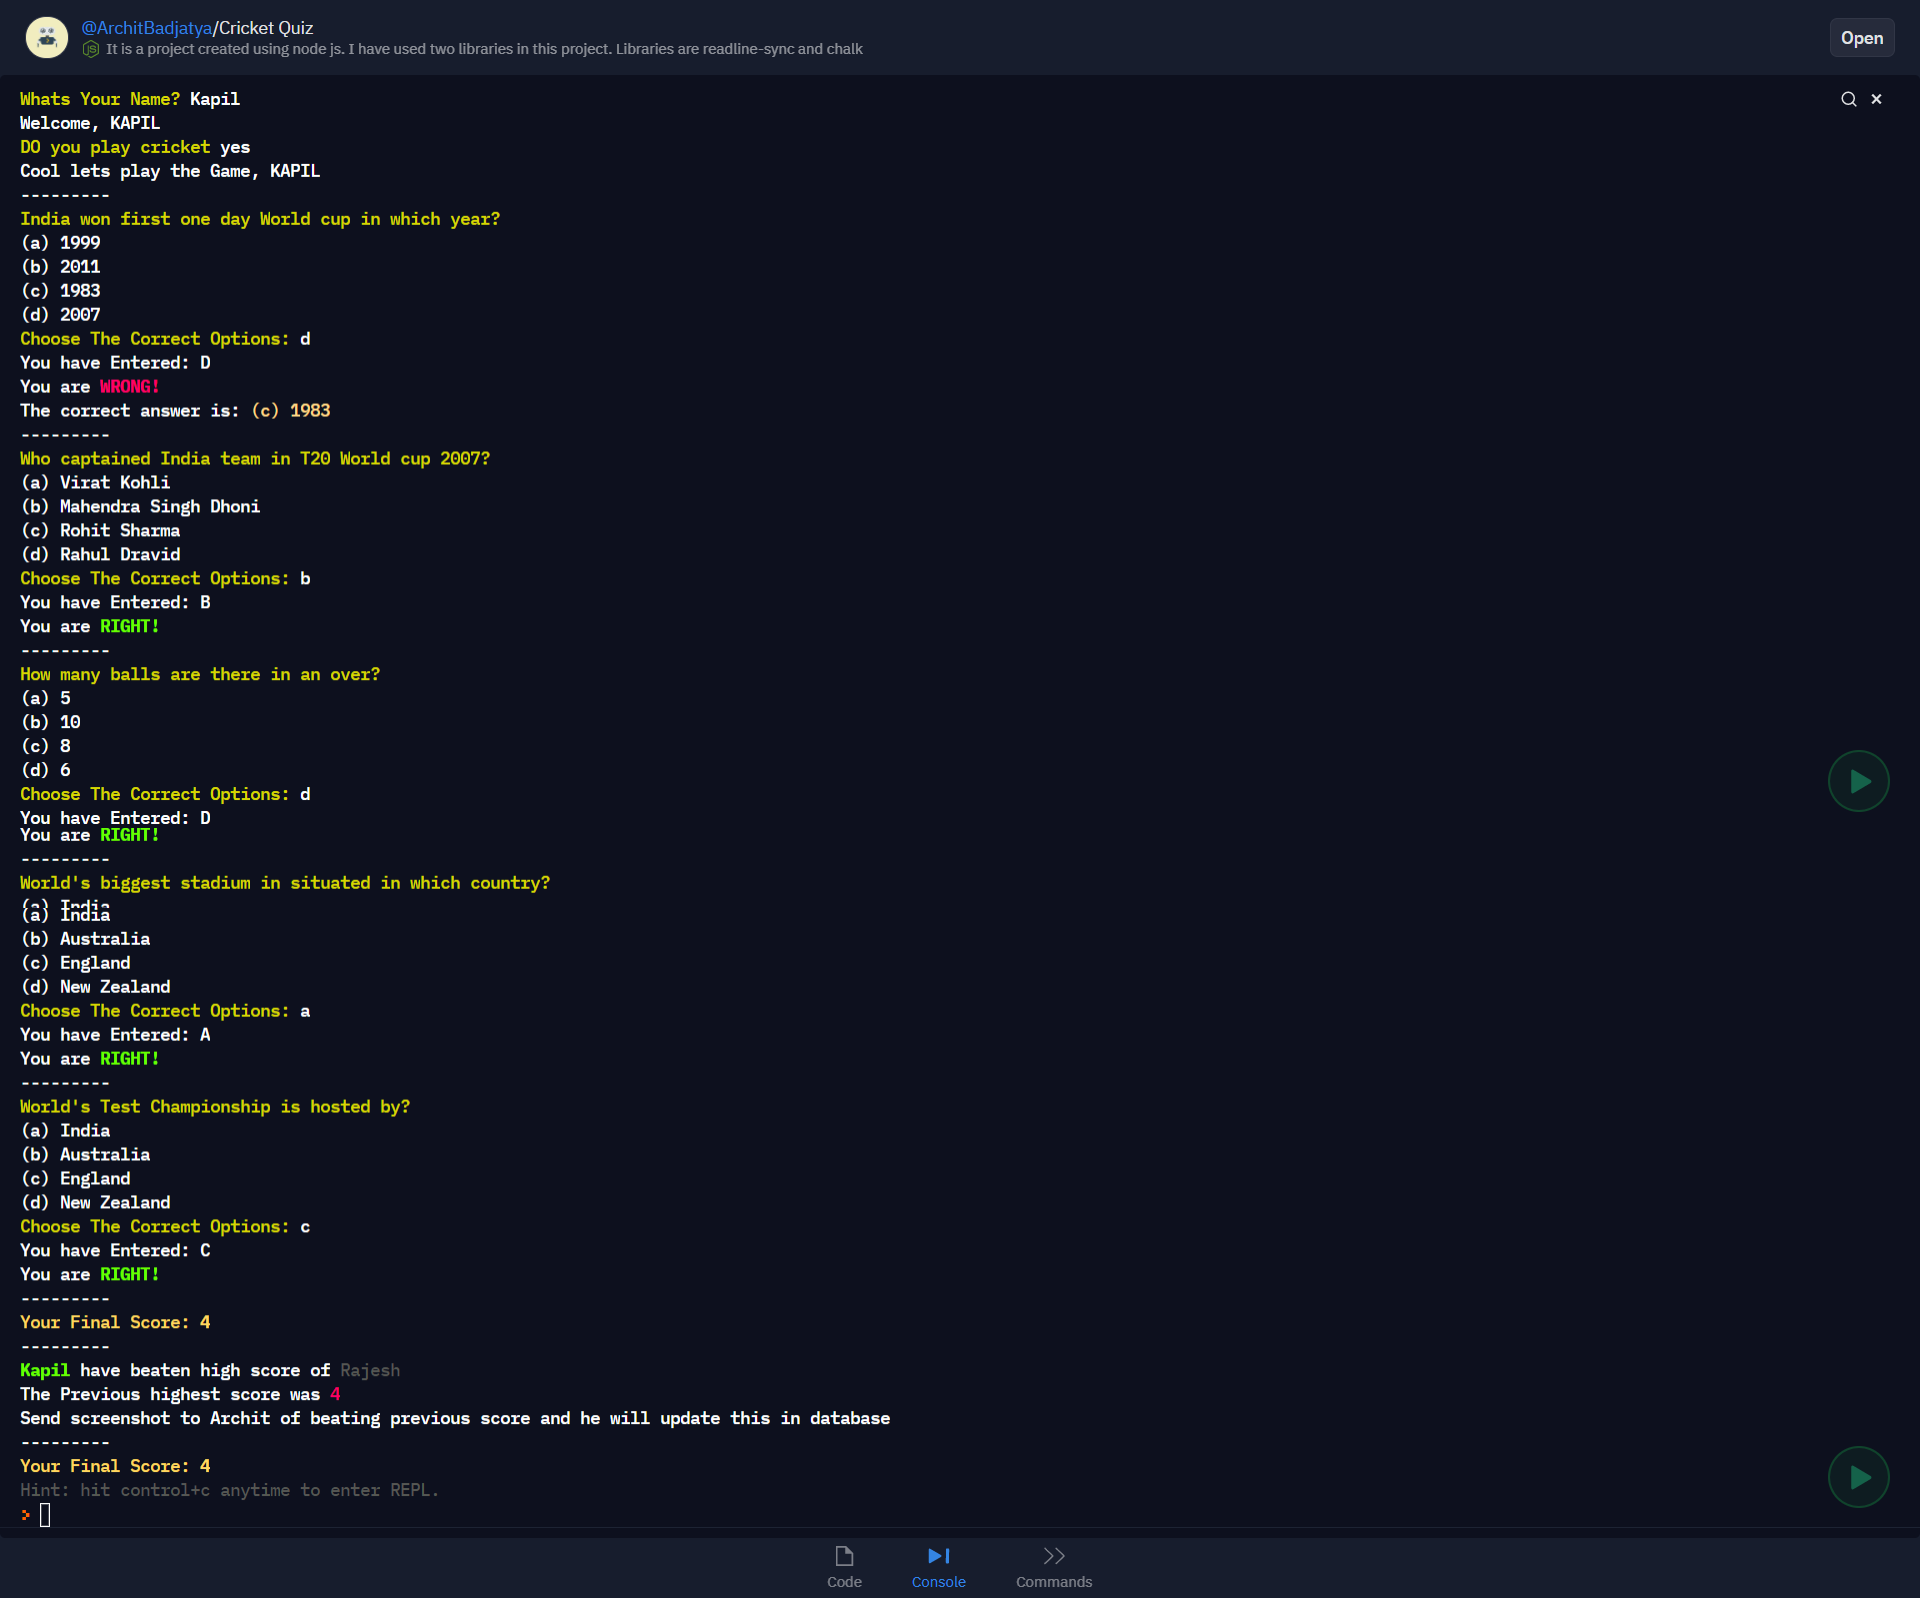 @ArchitBadjatya/Cricket Quiz
It is a project created using node js. I have used two libraries in this project. Libraries are readline-sync and chalk
Open
Whats Your Name? Kapil
Welcome, KAPIL
DO you play cricket yes
Cool lets play the Game, KAPIL
---------
India won first one day World cup in which year?
(a) 1999
(b) 2011
(c) 1983
(d) 2007
Choose The Correct Options: d
You have Entered: D
You are WRONG!
The correct answer is: (c) 1983
---------
Who captained India team in T20 World cup 2007?
(a) Virat Kohli
(b) Mahendra Singh Dhoni
(c) Rohit Sharma
(d) Rahul Dravid
Choose The Correct Options: b
You have Entered: B
You are RIGHT!
---------
How many balls are there in an over?
(a) 5
(b) 10
(c) 8
(d) 6
Choose The Correct Options: d
You have Entered: D
You are RIGHT!
---------
World's biggest stadium in situated in which country?
(a) India
(a) India
(b) Australia
(c) England
(d) New Zealand
Choose The Correct Options: a
You have Entered: A
You are RIGHT!
---------
World's Test Championship is hosted by?
(a) India
(b) Australia
(c) England
(d) New Zealand
Choose The Correct Options: c
You have Entered: C
You are RIGHT!
---------
Your Final Score: 4
---------
Kapil have beaten high score of Rajesh
The Previous highest score was 4
Send screenshot to Archit of beating previous score and he will update this in database
---------
Your Final Score: 4
Hint: hit control+c anytime to enter REPL.
>
Code
Console
Commands